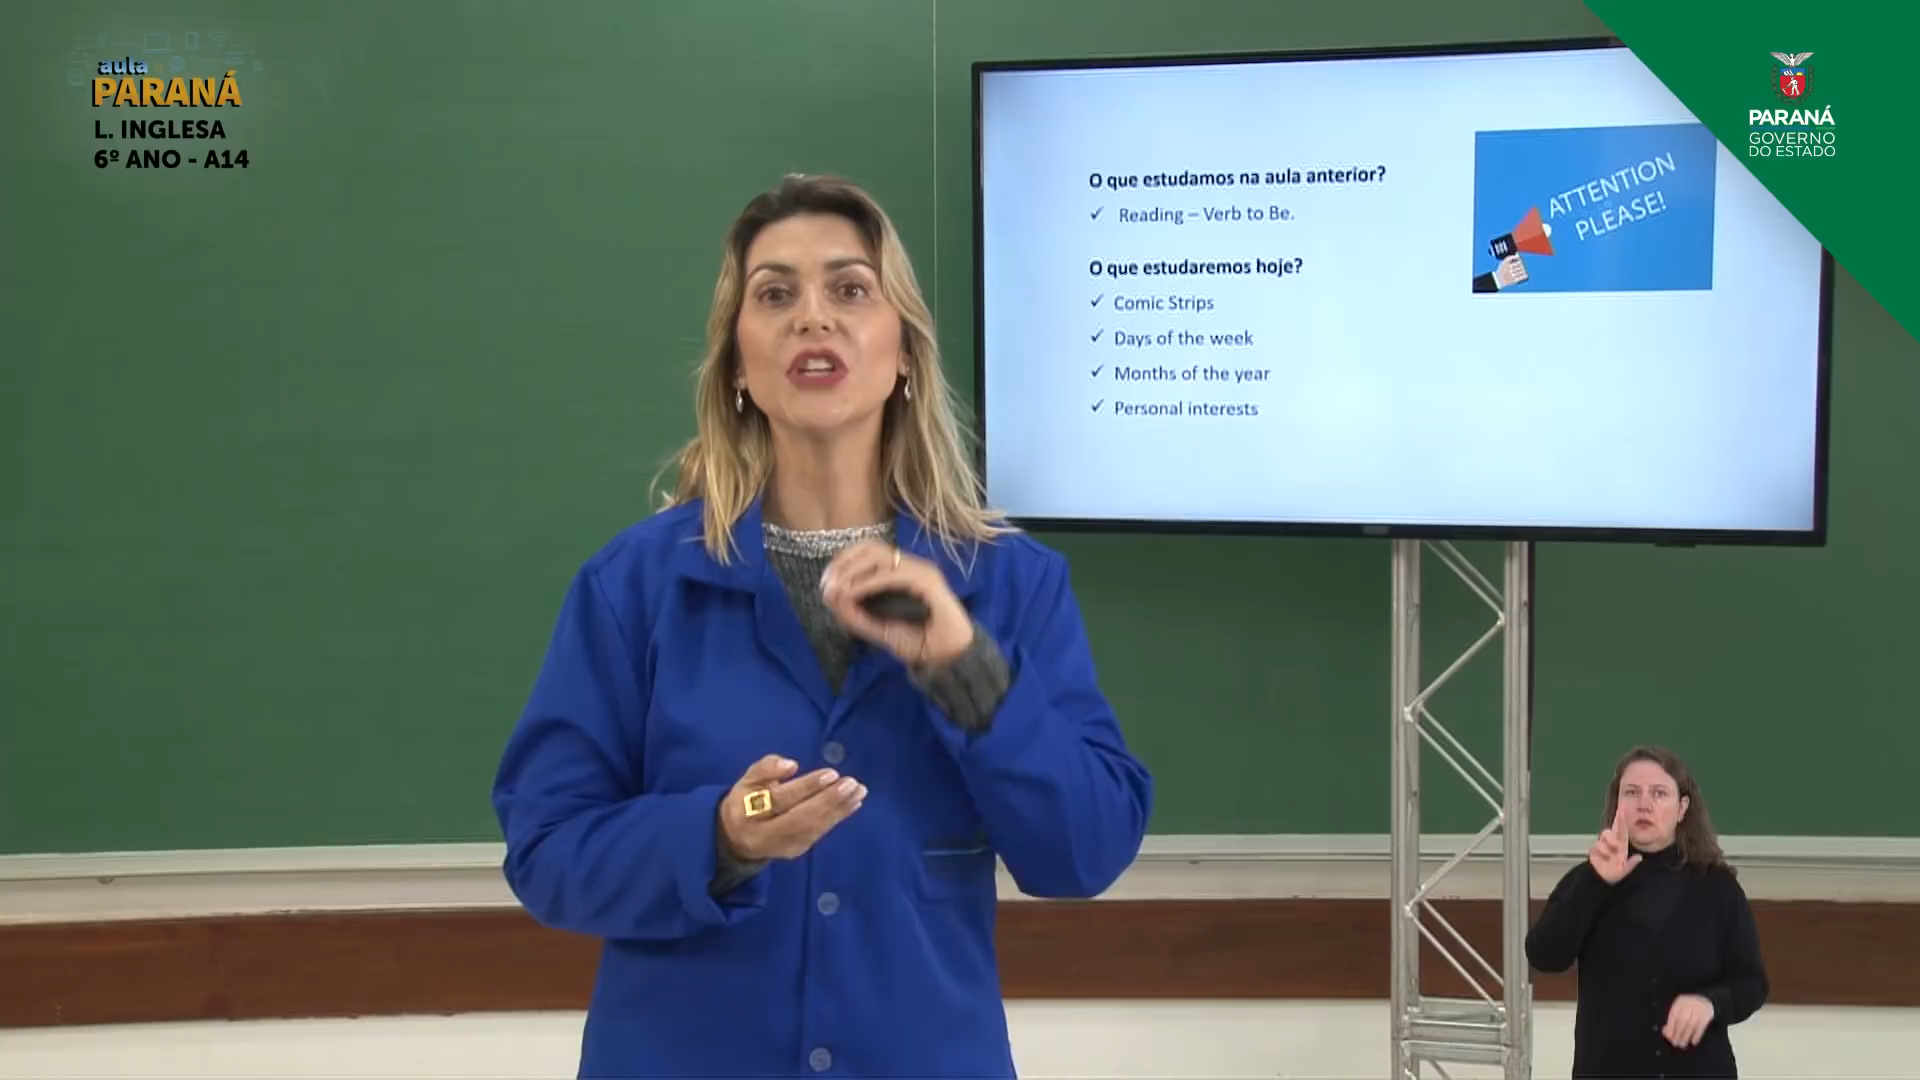 aula
PARANÁ
L. INGLESA
6º ANO - A14
O que estudamos na aula anterior?
✓ Reading – Verb to Be.
O que estudaremos hoje?
✓ Comic Strips
✓ Days of the week
✓ Months of the year
✓ Personal interests
ATTENTION
PLEASE!
PARANÁ
GOVERNO
DO ESTADO